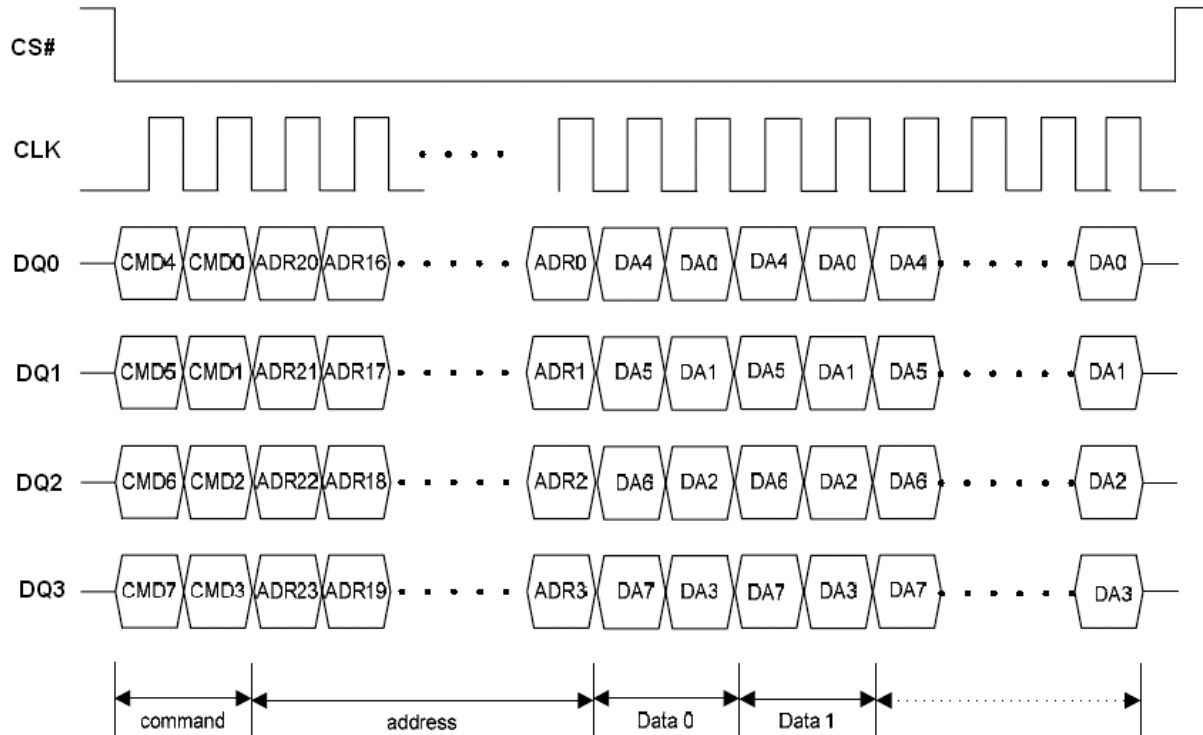 CS#
CLK
DQ0 CMD4 CMD0 ADR20 ADR16 ADR0 DA4 DA0 DA4 DA0 DA4 DA0
DQ1 CMD5 CMD1 ADR21 ADR17 ADR1 DA5 DA1 DA5 DA1 DA5 DA1
DQ2 CMD6 CMD2 ADR22 ADR18 ADR2 DA6 DA2 DA6 DA2 DA6 DA2
DQ3 CMD7 CMD3 ADR23 ADR19 ADR3 DA7 DA3 DA7 DA3 DA7 DA3
command address Data 0 Data 1